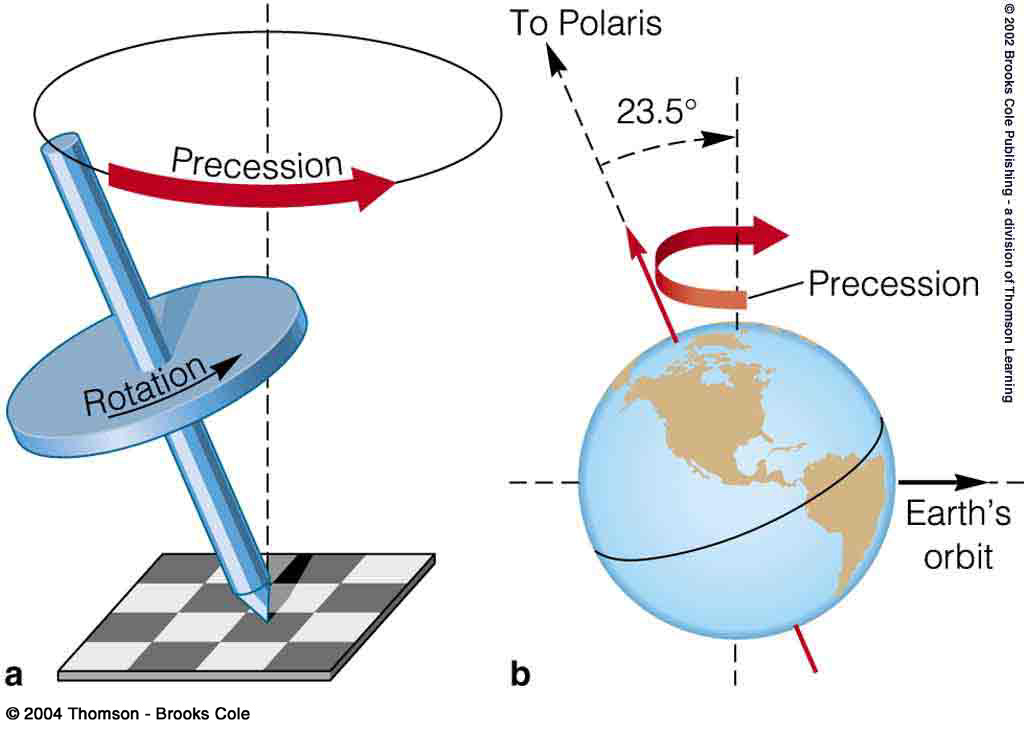 Precession
Rotation
a
© 2004 Thomson - Brooks Cole
To Polaris
23.5°
Precession
Earth's
orbit
b
© 2002 Brooks Cole Publishing - a division of Thomson Learning